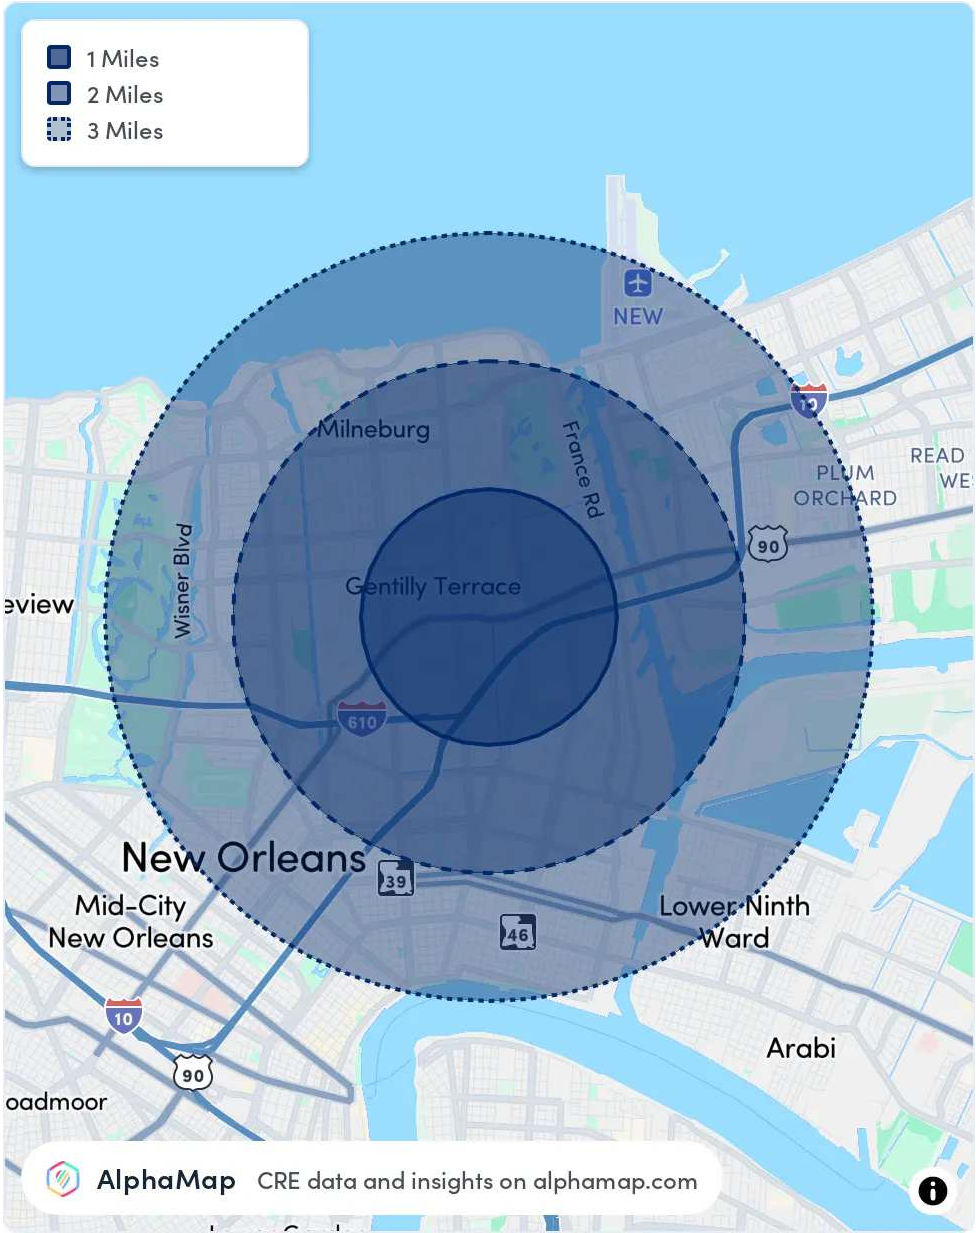 1 Miles
2 Miles
3 Miles
NEW
10
Milneburg
France Rd
READ
WE
PLUM
ORCHARD
90
Wisner Blvd
Gentilly Terrace
eview
610
New Orleans
39
Mid-City
New Orleans
46
Lower Ninth
Ward
10
Arabi
90
oadmoor
AlphaMap CRE data and insights on alphamap.com